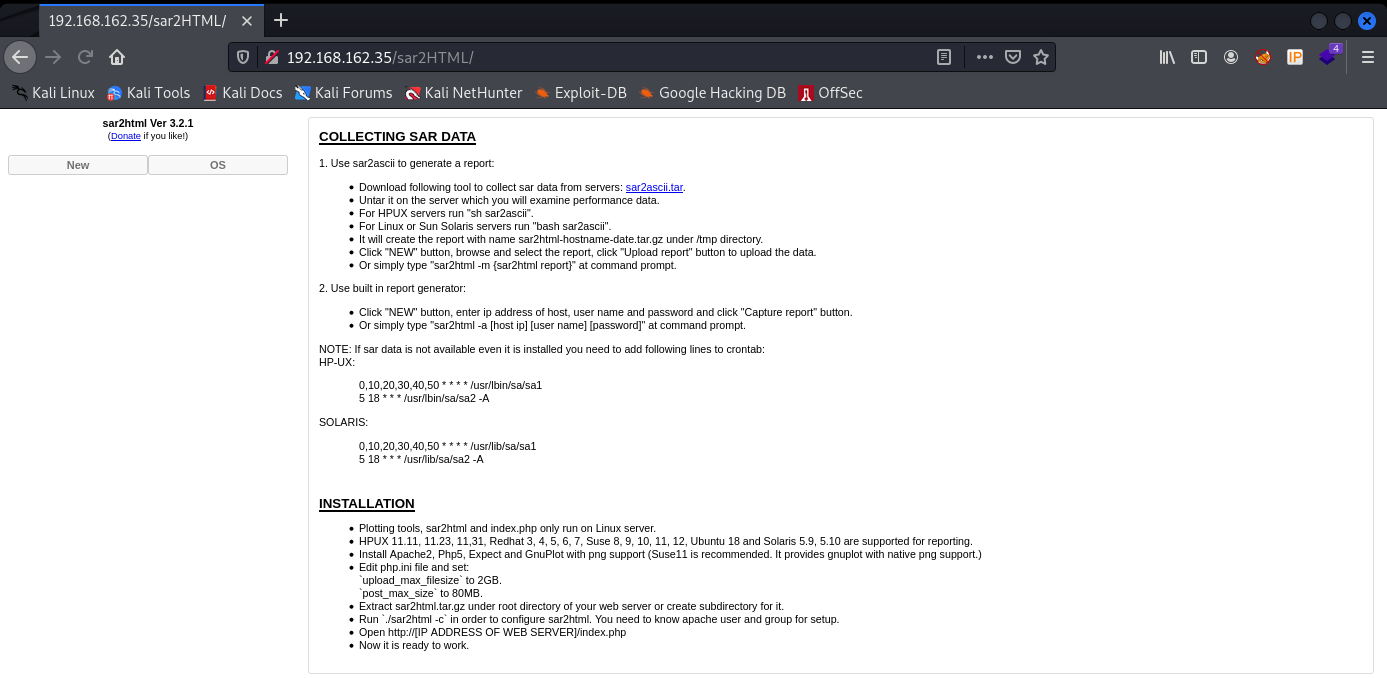 192.168.162.35/sar2HTML/
192.168.162.35/sar2HTML/
IP
4
Kali Linux Kali Tools Kali Docs Kali Forums Kali NetHunter Exploit-DB Google Hacking DB OffSec
sar2html Ver 3.2.1
(Donate if you like!)
New OS
COLLECTING SAR DATA
1. Use sar2ascii to generate a report:
Download following tool to collect sar data from servers: sar2ascii.tar.
Untar it on the server which you will examine performance data.
For HPUX servers run "sh sar2ascii".
For Linux or Sun Solaris servers run "bash sar2ascii".
It will create the report with name sar2html-hostname-date.tar.gz under /tmp directory.
Click "NEW" button, browse and select the report, click "Upload report" button to upload the data.
Or simply type "sar2html -m {sar2html report}" at command prompt.
2. Use built in report generator:
Click "NEW" button, enter ip address of host, user name and password and click "Capture report" button.
Or simply type "sar2html -a [host ip] [user name] [password]" at command prompt.
NOTE: If sar data is not available even it is installed you need to add following lines to crontab:
HP-UX:
0,10,20,30,40,50 * * * * /usr/lbin/sa/sa1
5 18 * * * /usr/lbin/sa/sa2 -A
SOLARIS:
0,10,20,30,40,50 * * * * /usr/lib/sa/sa1
5 18 * * * /usr/lib/sa/sa2 -A
INSTALLATION
Plotting tools, sar2html and index.php only run on Linux server.
HPUX 11.11, 11.23, 11,31, Redhat 3, 4, 5, 6, 7, Suse 8, 9, 10, 11, 12, Ubuntu 18 and Solaris 5.9, 5.10 are supported for reporting.
Install Apache2, Php5, Expect and GnuPlot with png support (Suse11 is recommended. It provides gnuplot with native png support.)
Edit php.ini file and set:
`upload_max_filesize` to 2GB.
`post_max_size` to 80MB.
Extract sar2html.tar.gz under root directory of your web server or create subdirectory for it.
Run `./sar2html -c` in order to configure sar2html. You need to know apache user and group for setup.
Open http://[IP ADDRESS OF WEB SERVER]/index.php
Now it is ready to work.